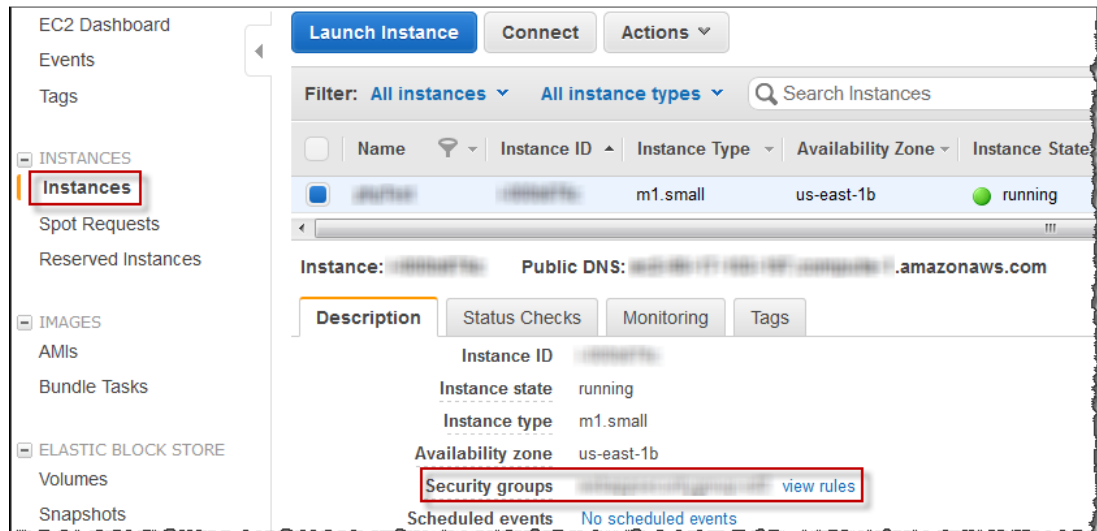 EC2 Dashboard
Events
Tags
INSTANCES
Instances
Spot Requests
Reserved Instances
IMAGES
AMIs
Bundle Tasks
ELASTIC BLOCK STORE
Volumes
Snapshots
Launch Instance Connect Actions
Filter: All instances All instance types Search Instances
Name Instance ID Instance Type Availability Zone Instance State
m1.small us-east-1b running
Instance: Public DNS: .amazonaws.com
Description Status Checks Monitoring Tags
Instance ID
Instance state running
Instance type m1.small
Availability zone us-east-1b
Security groups view rules
Scheduled events No scheduled events